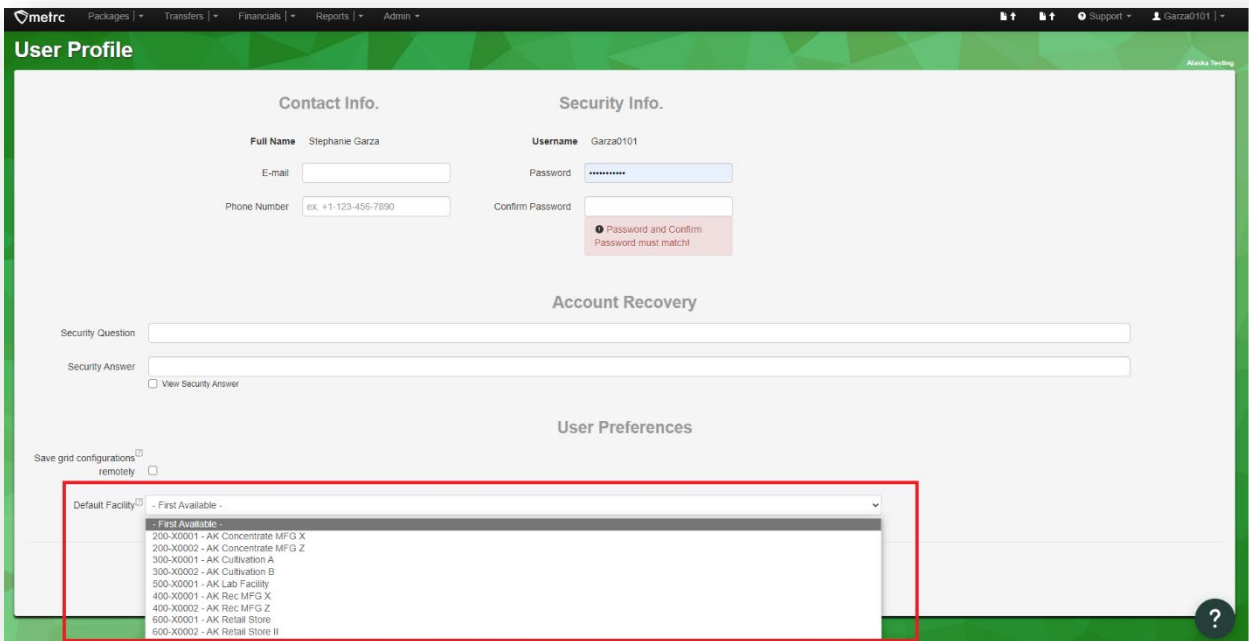 metrc Packages | Transfers | Financials | Reports | Admin Support Garza0101 |
User Profile
Alaska Testing
Contact Info. Security Info.
Full Name Stephanie Garza Username Garza0101
E-mail Password •••••••••••
Phone Number ex. +1-123-456-7890 Confirm Password
Password and Confirm
Password must match!
Account Recovery
Security Question
Security Answer
View Security Answer
User Preferences
Save grid configurations
remotely
Default Facility - First Available -
- First Available -
200-X0001 - AK Concentrate MFG X
200-X0002 - AK Concentrate MFG Z
300-X0001 - AK Cultivation A
300-X0002 - AK Cultivation B
500-X0001 - AK Lab Facility
400-X0001 - AK Rec MFG X
400-X0002 - AK Rec MFG Z
600-X0001 - AK Retail Store
600-X0002 - AK Retail Store II
?